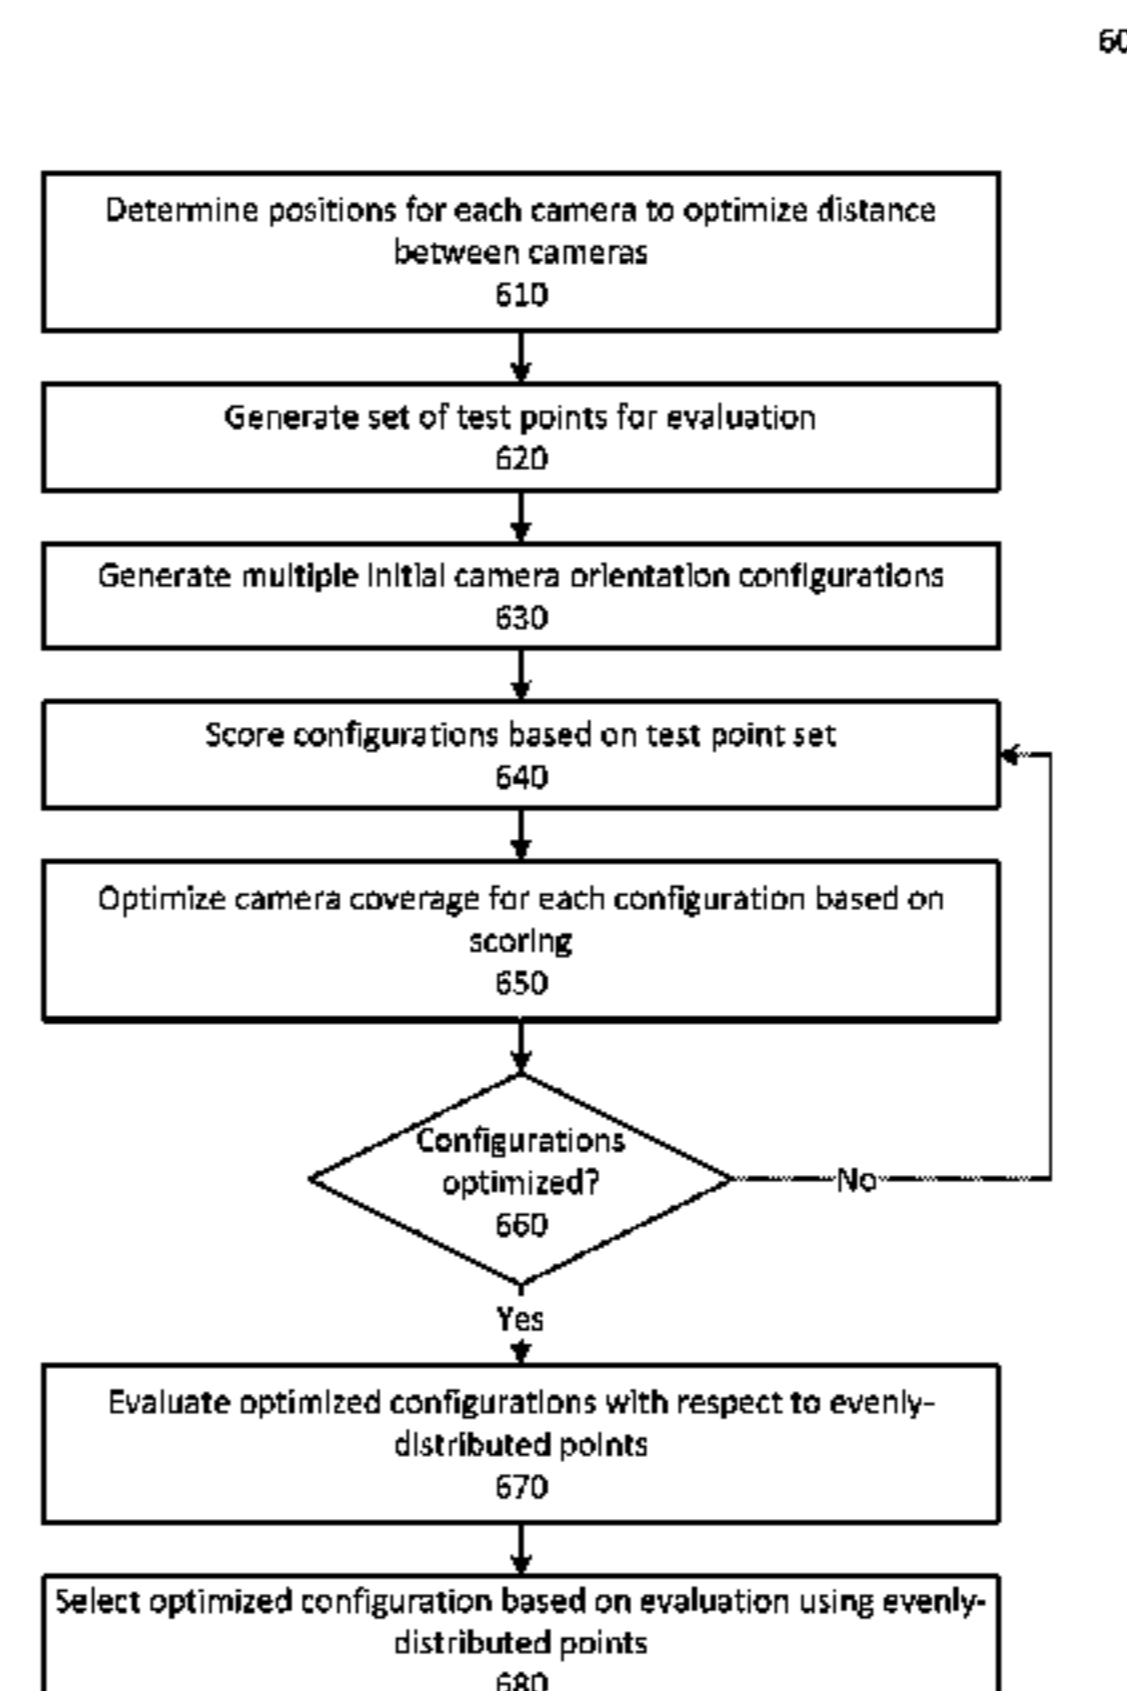 60
Determine positions for each camera to optimize distance
between cameras
610
Generate set of test points for evaluation
620
Generate multiple initial camera orientation configurations
630
Score configurations based on test point set
640
Optimize camera coverage for each configuration based on
scoring
650
Configurations
optimized?
660
No
Yes
Evaluate optimized configurations with respect to evenly-
distributed points
670
Select optimized configuration based on evaluation using evenly-
distributed points
680